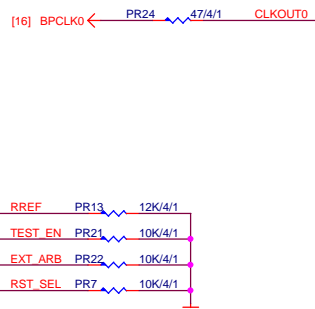 [16] BPCLK0 PR24 47/4/1 CLKOUT0
RREF PR13 12K/4/1
TEST_EN PR21 10K/4/1
EXT_ARB PR22 10K/4/1
RST_SEL PR7 10K/4/1